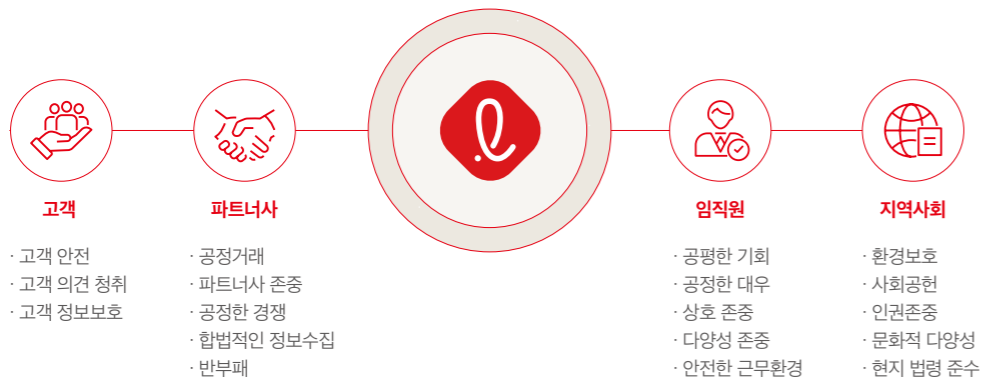 고객
· 고객 안전
· 고객 의견 청취
· 고객 정보보호
파트너사
· 공정거래
· 파트너사 존중
· 공정한 경쟁
· 합법적인 정보수집
· 반부패
임직원
· 공평한 기회
· 공정한 대우
· 상호 존중
· 다양성 존중
· 안전한 근무환경
지역사회
· 환경보호
· 사회공헌
· 인권존중
· 문화적 다양성
· 현지 법령 준수